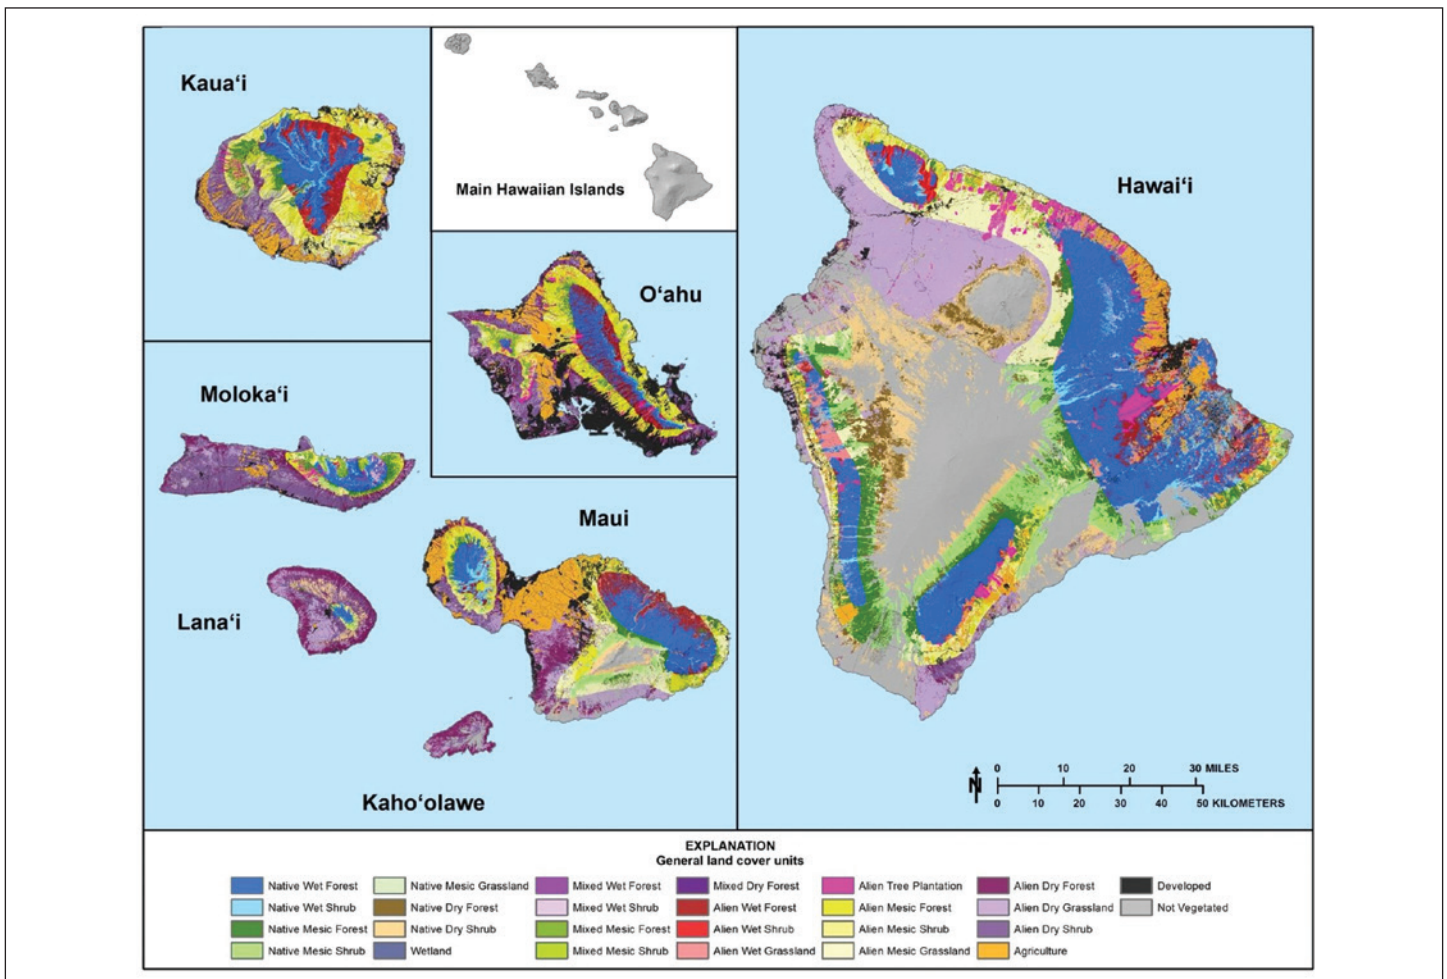 Kaua‘i
Main Hawaiian Islands
Hawai‘i
O‘ahu
Moloka‘i
Maui
Lana‘i
Kaho‘olawe
N
0 10 20 30 MILES
0 10 20 30 40 50 KILOMETERS
EXPLANATION
General land cover units
Native Wet Forest
Native Wet Shrub
Native Mesic Forest
Native Mesic Shrub
Native Mesic Grassland
Native Dry Forest
Native Dry Shrub
Wetland
Mixed Wet Forest
Mixed Wet Shrub
Mixed Mesic Forest
Mixed Mesic Shrub
Mixed Dry Forest
Alien Wet Forest
Alien Wet Shrub
Alien Wet Grassland
Alien Tree Plantation
Alien Mesic Forest
Alien Mesic Shrub
Alien Mesic Grassland
Alien Dry Forest
Alien Dry Grassland
Alien Dry Shrub
Agriculture
Developed
Not Vegetated